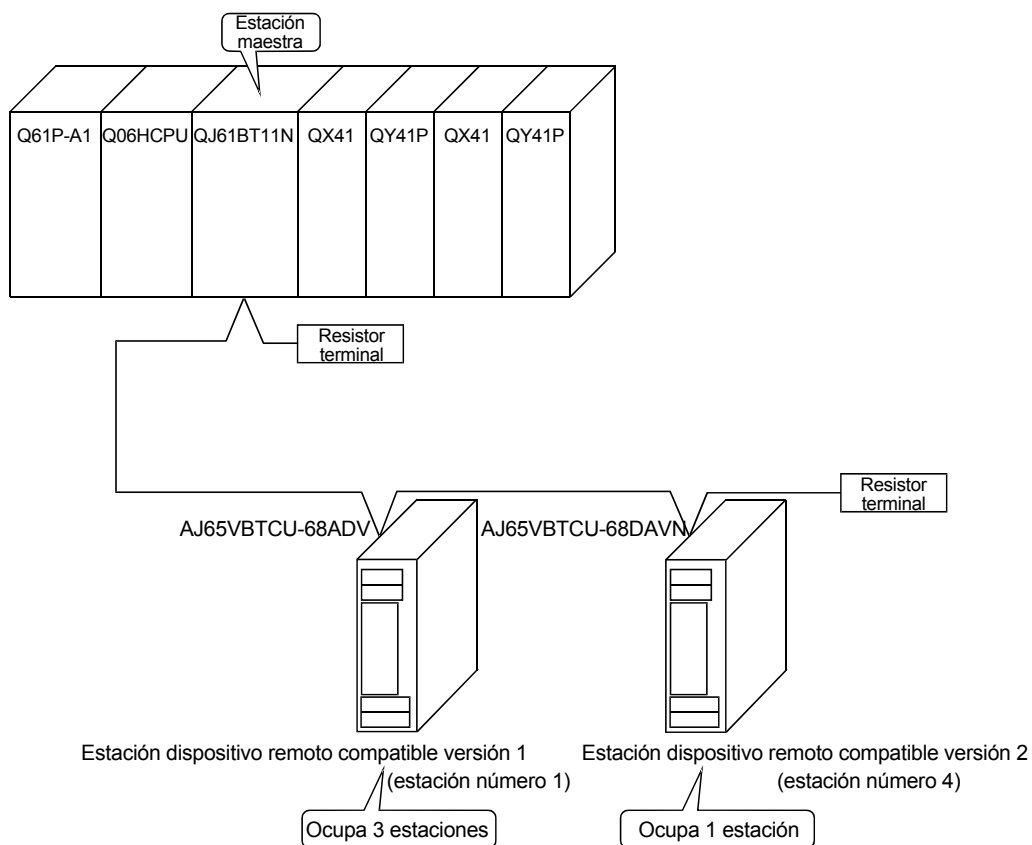 Estación
maestra
Q61P-A1 Q06HCPU QJ61BT11N QX41 QY41P QX41 QY41P
Resistor
terminal
Resistor
terminal
AJ65VBTCU-68ADV AJ65VBTCU-68DAVN
Estación dispositivo remoto compatible versión 1
(estación número 1)
Ocupa 3 estaciones
Estación dispositivo remoto compatible versión 2
(estación número 4)
Ocupa 1 estación